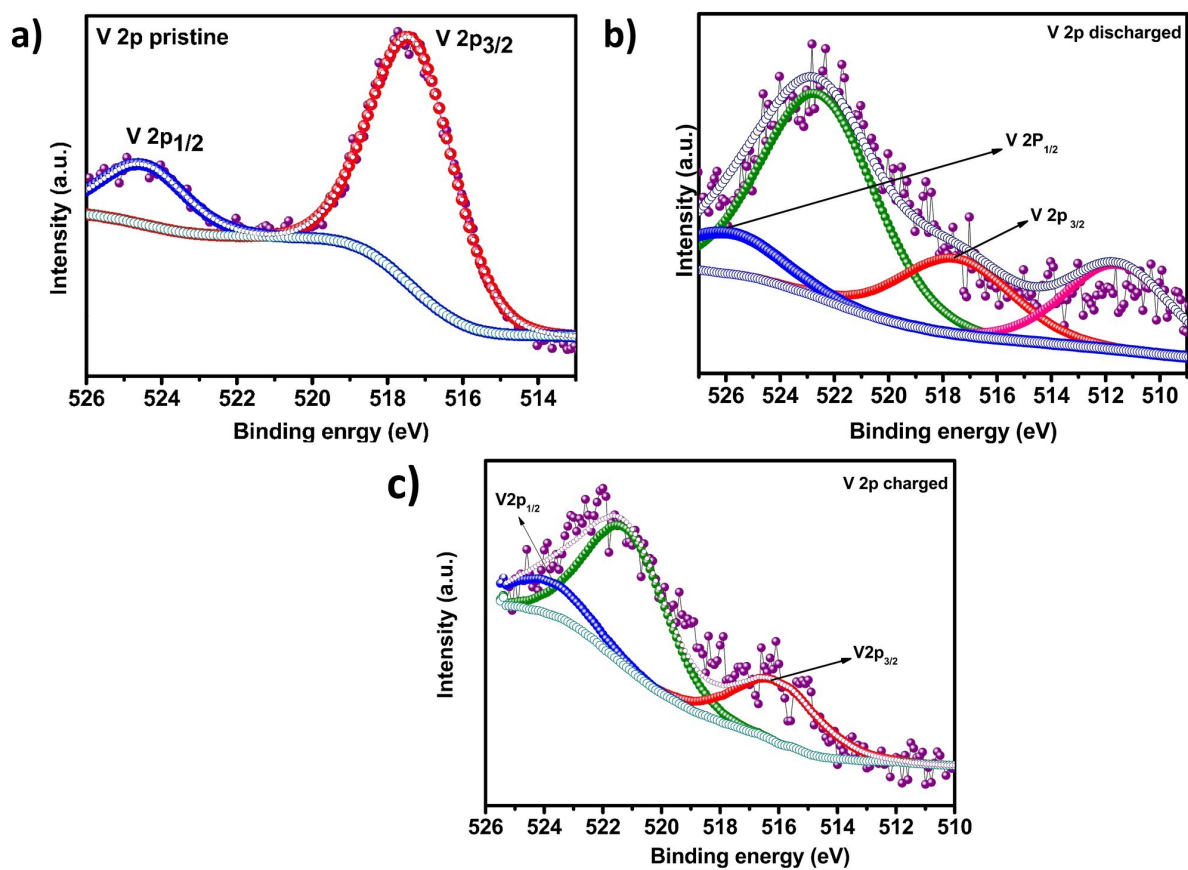 a)
V 2p pristine
V 2p3/2
V 2p1/2
Intensity (a.u.)
526 524 522 520 518 516 514
Binding enrgy (eV)
b)
V 2p discharged
V 2P1/2
V 2p3/2
Intensity (a.u.)
526 524 522 520 518 516 514 512 510
Binding energy (eV)
c)
V 2p charged
V2p1/2
V2p3/2
Intensity (a.u.)
526 524 522 520 518 516 514 512 510
Binding energy (eV)